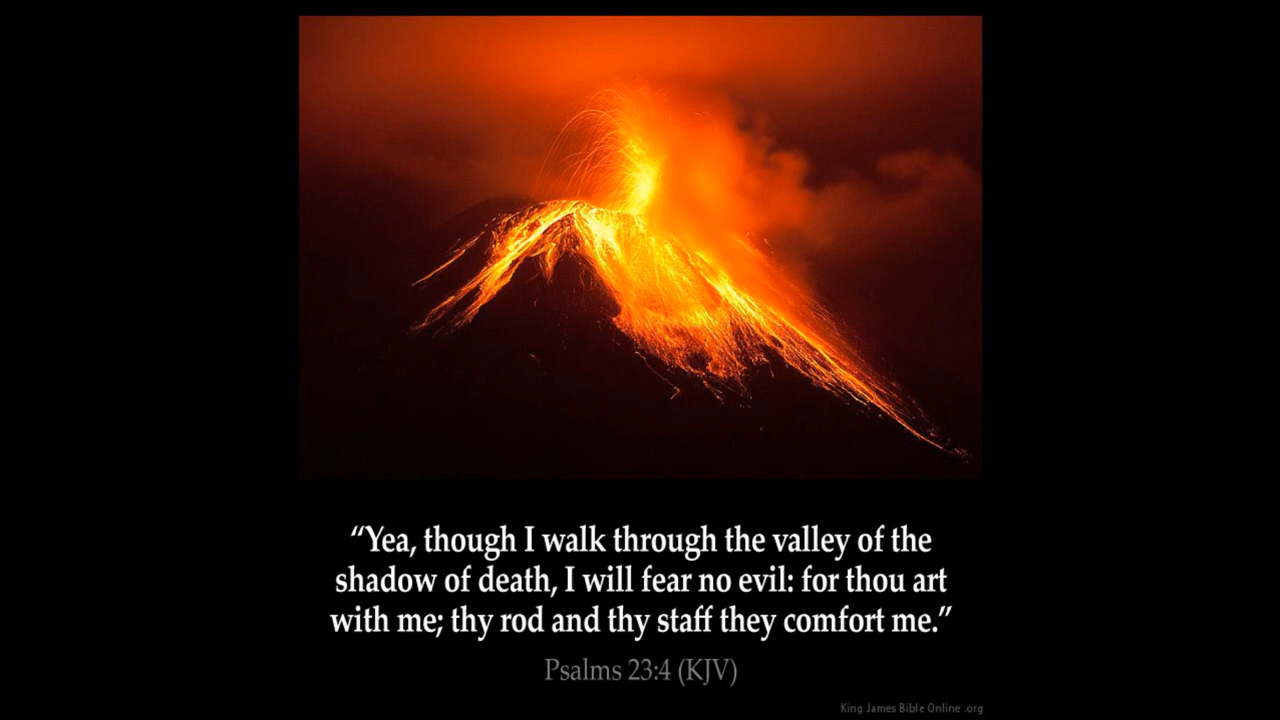 “Yea, though I walk through the valley of the
shadow of death, I will fear no evil: for thou art
with me; thy rod and thy staff they comfort me.”
Psalms 23:4 (KJV)
King James Bible Online .org